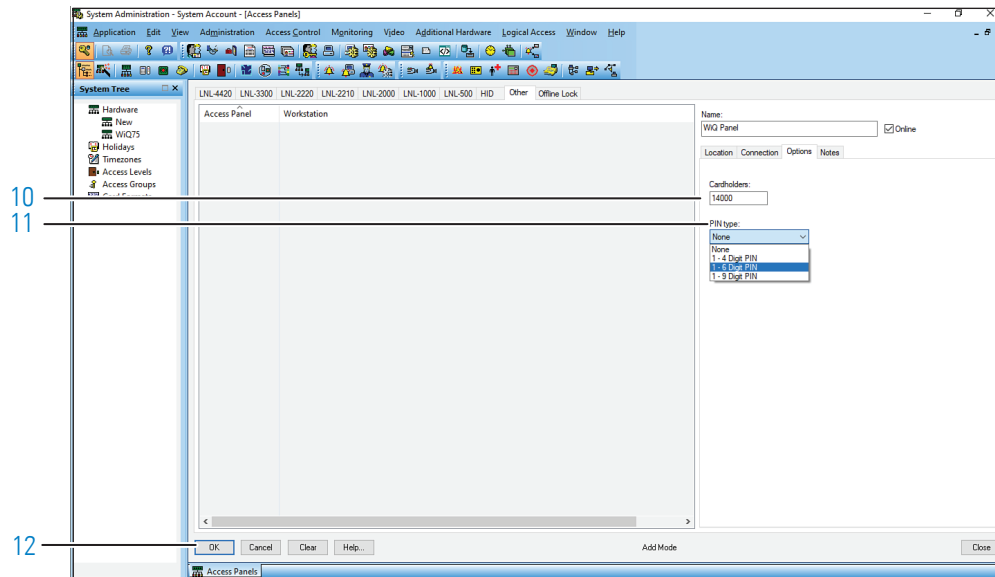 System Administration - System Account - [Access Panels]
Application Edit View Administration Access Control Monitoring Video Additional Hardware Logical Access Window Help
System Tree
Hardware
New
WiQ75
Holidays
Timezones
Access Levels
Access Groups
LNL-4420 LNL-3300 LNL-2220 LNL-2210 LNL-2000 LNL-1000 LNL-500 HID Other Offline Lock
Access Panel Workstation
Name:
WiQ Panel
Online
Location Connection Options Notes
10
Cardholders:
14000
11
PIN type:
None
None
1 - 4 Digit PIN
1 - 6 Digit PIN
1 - 9 Digit PIN
12
OK Cancel Clear Help... Add Mode Close
Access Panels